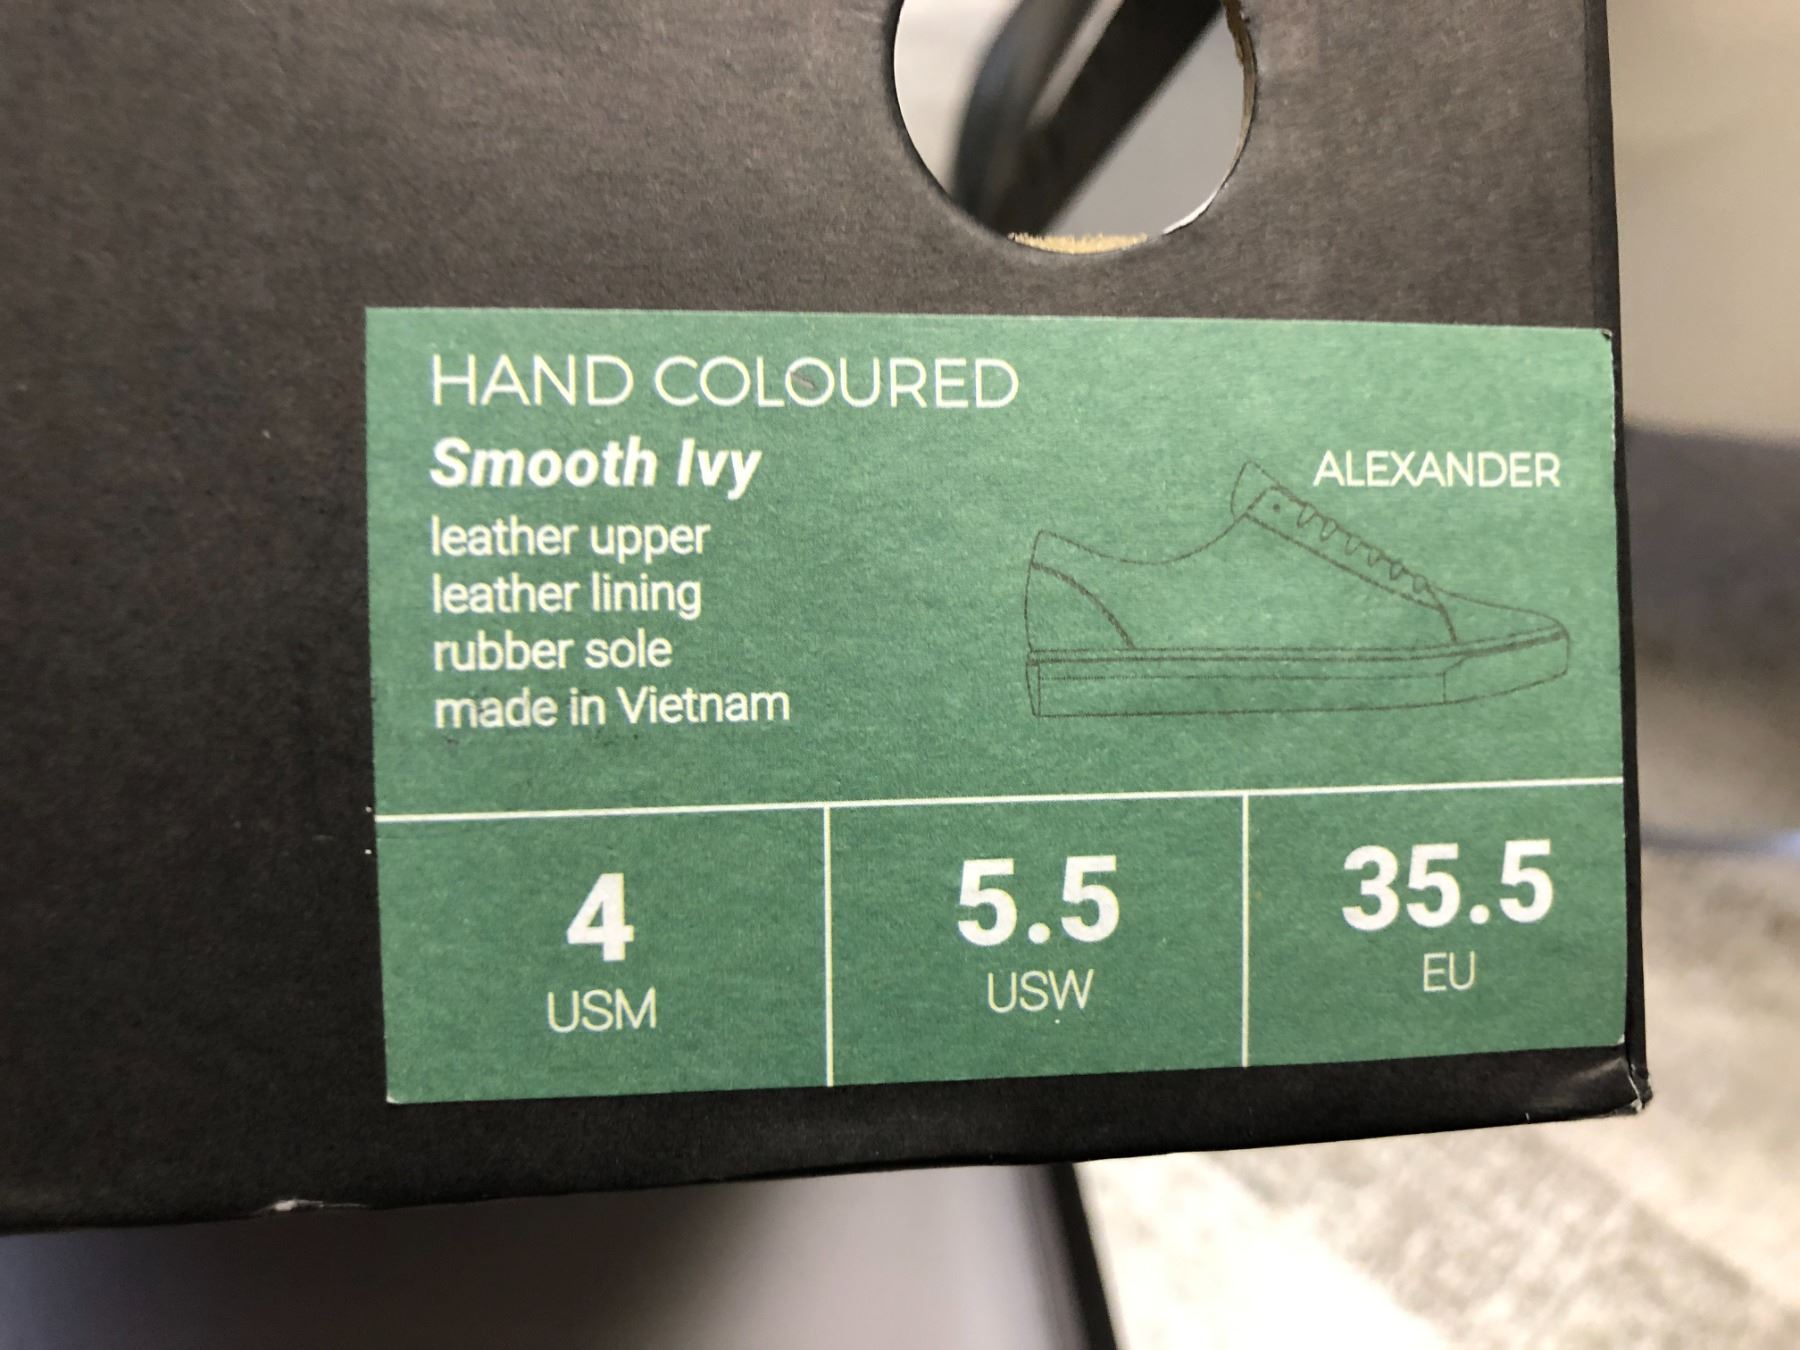 HAND COLOURED
Smooth Ivy
ALEXANDER
leather upper
leather lining
rubber sole
made in Vietnam
4
USM
5.5
USW
35.5
EU